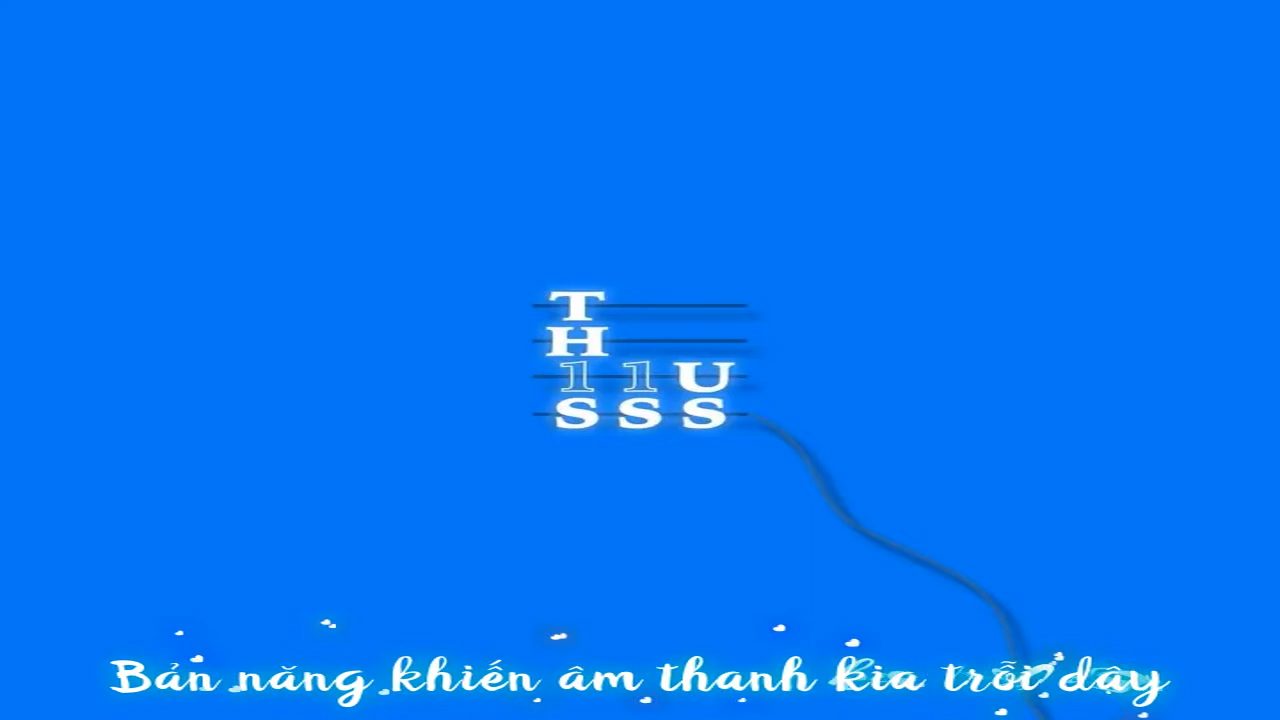 T
H
11U
SSS
Bản năng khiến âm thanh kia trỗi dậy